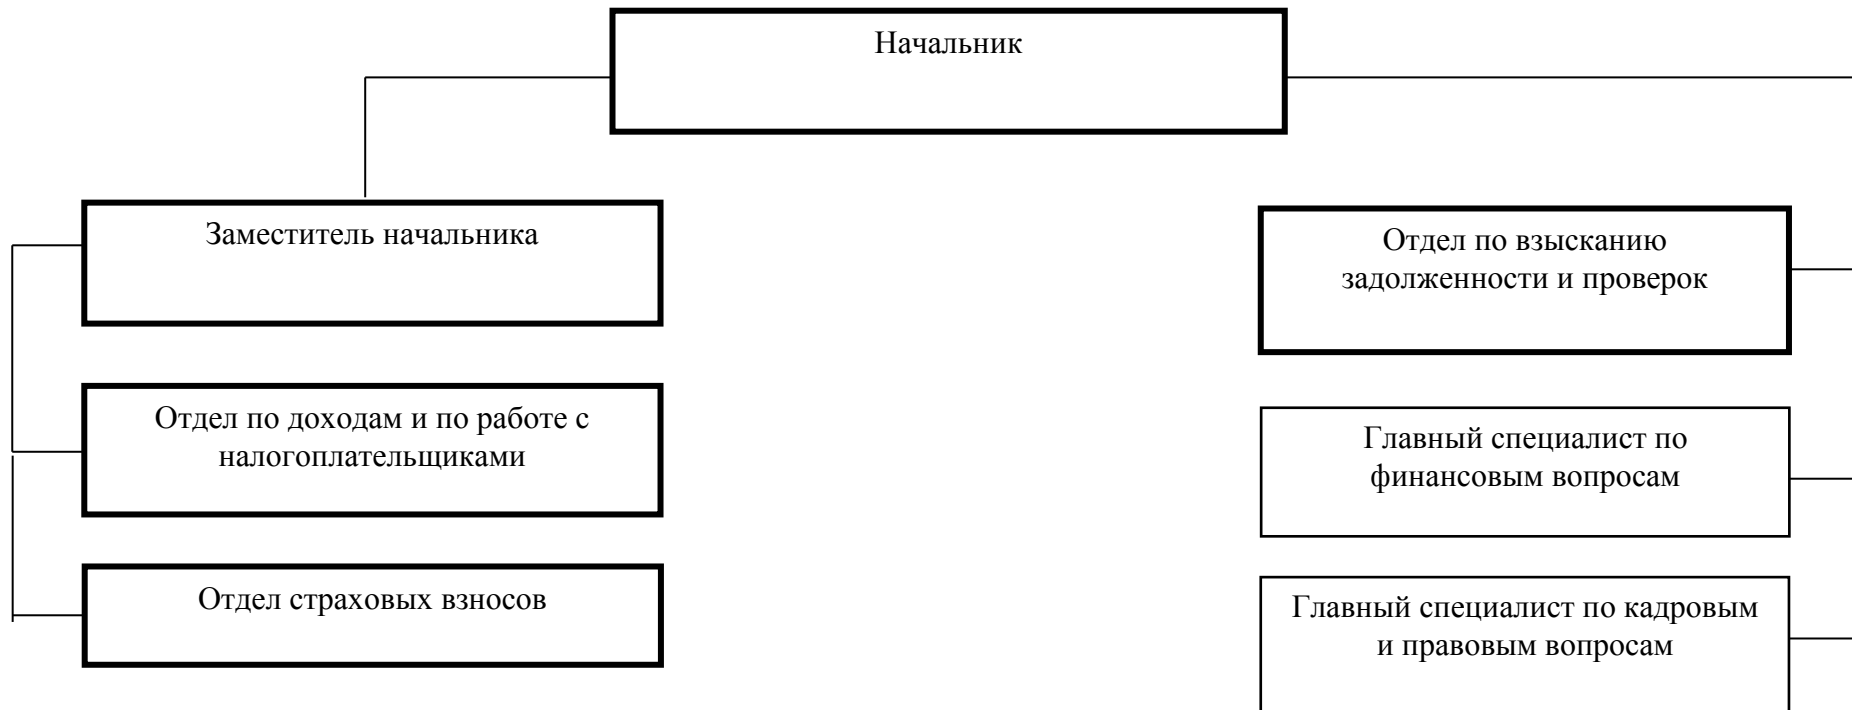 Начальник
Заместитель начальника
Отдел по взысканию
задолженности и проверок
Отдел по доходам и по работе с
налогоплательщиками
Главный специалист по
финансовым вопросам
Отдел страховых взносов
Главный специалист по кадровым
и правовым вопросам